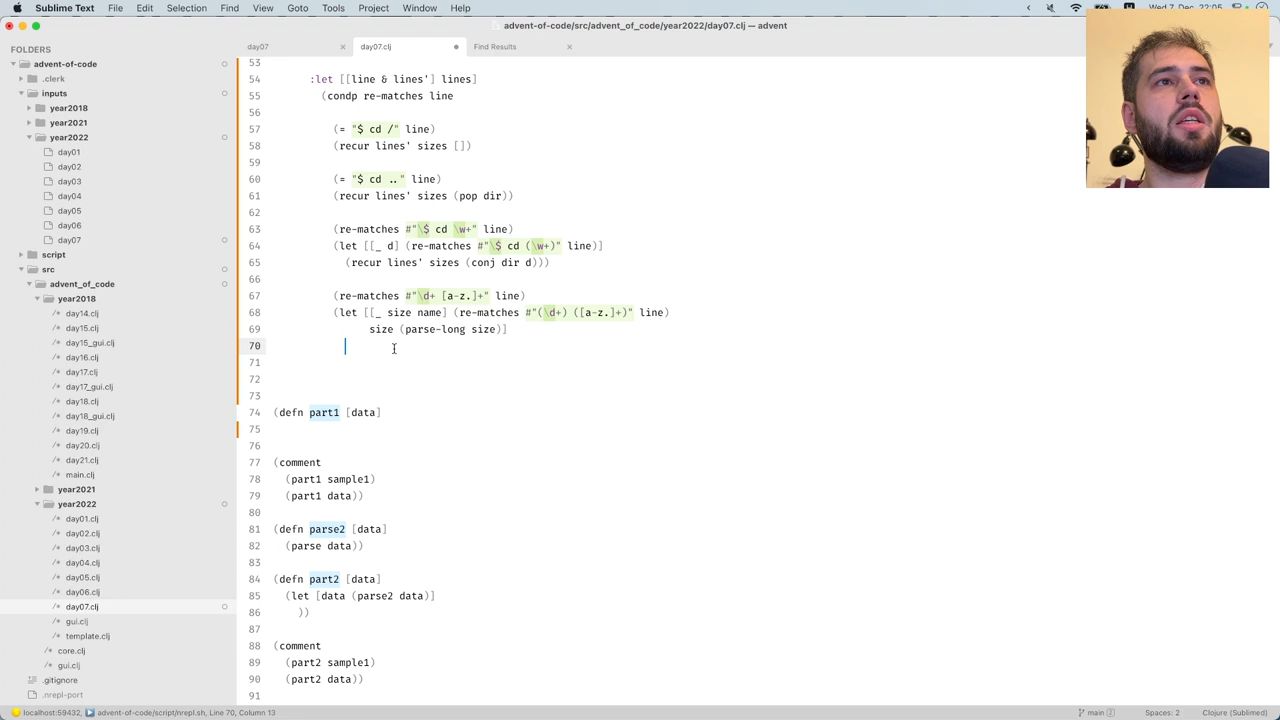 Sublime Text File Edit Selection Find View Goto Tools Project Window Help
W 7. Dec 22:05
advent-of-code/src/advent_of_code/year2022/day07.clj — advent
day07
day07.clj
Find Results
FOLDERS
advent-of-code
.clerk
inputs
year2018
year2021
year2022
day01
day02
day03
day04
day05
day06
day07
script
src
advent_of_code
year2018
/* day14.clj
/* day15.clj
/* day15_gui.clj
/* day16.clj
/* day17.clj
/* day17_gui.clj
/* day18.clj
/* day18_gui.clj
/* day19.clj
/* day20.clj
/* day21.clj
/* main.clj
year2021
year2022
/* day01.clj
/* day02.clj
/* day03.clj
/* day04.clj
/* day05.clj
/* day06.clj
/* day07.clj
/* gui.clj
/* template.clj
/* core.clj
/* gui.clj
.gitignore
.nrepl-port
53
54 :let [[line & lines'] lines]
55 (condp re-matches line
56
57 (= "$ cd /" line)
58 (recur lines' sizes [])
59
60 (= "$ cd .." line)
61 (recur lines' sizes (pop dir))
62
63 (re-matches #"\$ cd \w+" line)
64 (let [[_ d] (re-matches #"\$ cd (\w+)" line)]
65 (recur lines' sizes (conj dir d)))
66
67 (re-matches #"\d+ [a-z.]+" line)
68 (let [[_ size name] (re-matches #"(\d+) ([a-z.]+)" line)
69 size (parse-long size)]
70
71
72
73
74 (defn part1 [data]
75
76
77 (comment
78 (part1 sample1)
79 (part1 data))
80
81 (defn parse2 [data]
82 (parse data))
83
84 (defn part2 [data]
85 (let [data (parse2 data)]
86 ))
87
88 (comment
89 (part2 sample1)
90 (part2 data))
91
localhost:59432, advent-of-code/script/nrepl.sh, Line 70, Column 13
main 2
Spaces: 2
Clojure (Sublimed)